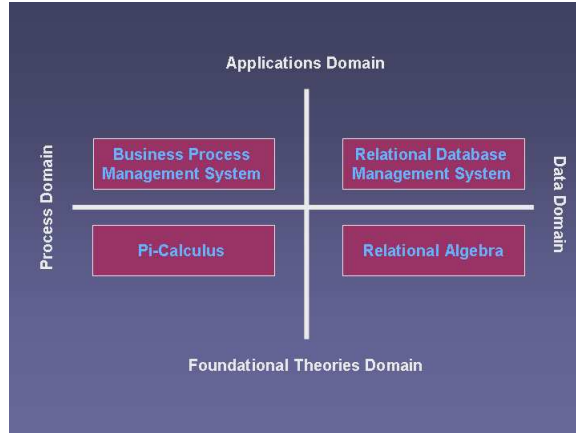 Applications Domain
Process Domain
Business Process
Management System
Relational Database
Management System
Data Domain
Pi-Calculus
Relational Algebra
Foundational Theories Domain